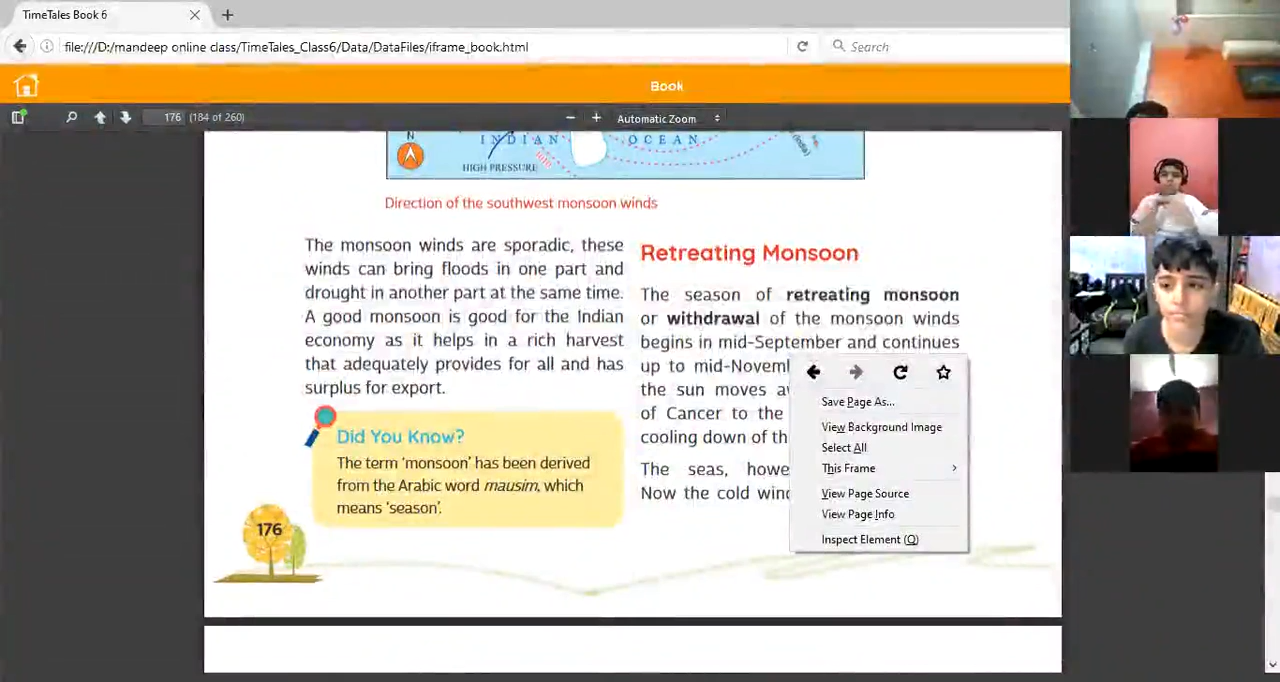 TimeTales Book 6
file:///D:/mandeep online class/TimeTales_Class6/Data/DataFiles/iframe_book.html
Search
Book
176 (184 of 260)
Automatic Zoom
N
INDIAN OCEAN
HIGH PRESSURE
(India)
Direction of the southwest monsoon winds
The monsoon winds are sporadic, these
winds can bring floods in one part and
drought in another part at the same time.
A good monsoon is good for the Indian
economy as it helps in a rich harvest
that adequately provides for all and has
surplus for export.
Did You Know?
The term ‘monsoon’ has been derived
from the Arabic word mausim, which
means ‘season’.
176
Retreating Monsoon
The season of retreating monsoon
or withdrawal of the monsoon winds
begins in mid-September and continues
up to mid-Novem
the sun moves a
of Cancer to the
cooling down of th
The seas, howe
Now the cold win
Save Page As...
View Background Image
Select All
This Frame
View Page Source
View Page Info
Inspect Element (Q)